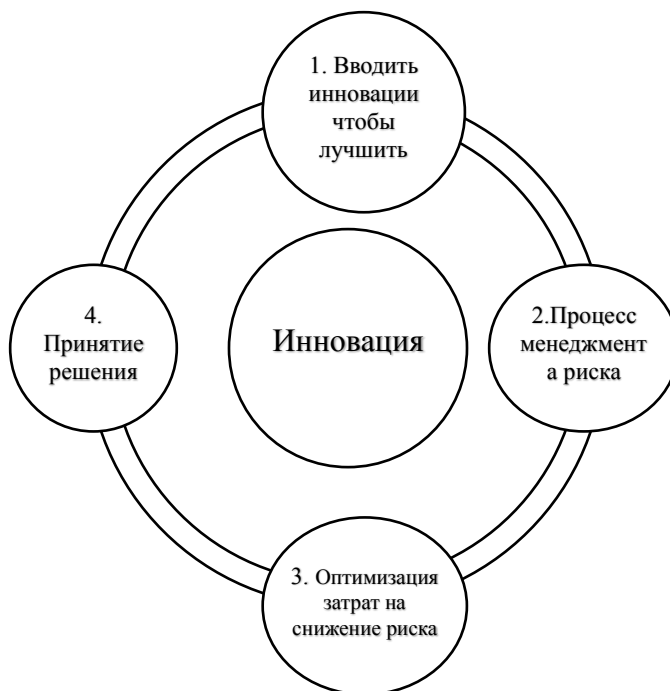 1. Вводить
инновации
чтобы
лучшить
4.
Принятие
решения
Инновация
2.Процесс
менеджмент
а риска
3. Оптимизация
затрат на
снижение риска